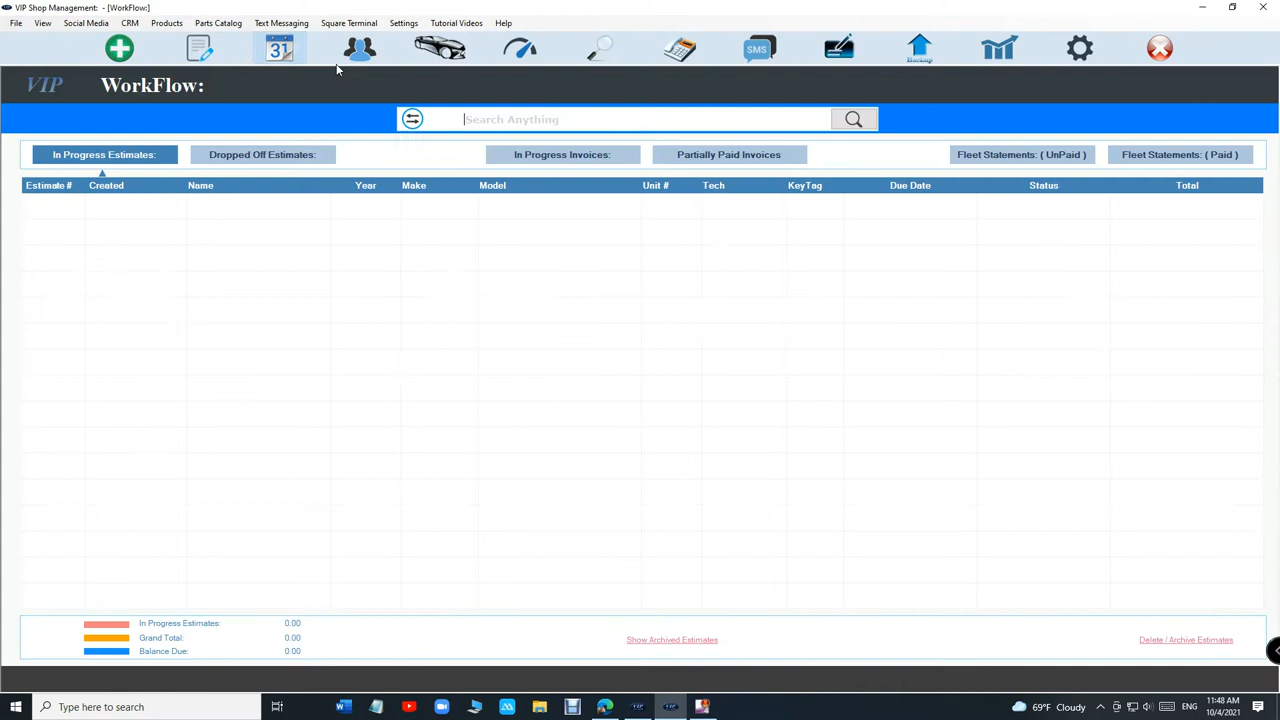 VIP Shop Management:  - [WorkFlow:]
File View Social Media CRM Products Parts Catalog Text Messaging Square Terminal Settings Tutorial Videos Help
31 SMS Backup
VIP WorkFlow:
Search Anything
In Progress Estimates: Dropped Off Estimates: In Progress Invoices: Partially Paid Invoices Fleet Statements: ( UnPaid ) Fleet Statements: ( Paid )
Estimate # Created Name Year Make Model Unit # Tech KeyTag Due Date Status Total
In Progress Estimates: 0.00
Grand Total: 0.00
Show Archived Estimates Delete / Archive Estimates
Balance Due: 0.00
Type here to search
69°F Cloudy ENG 11:48 AM
10/4/2021